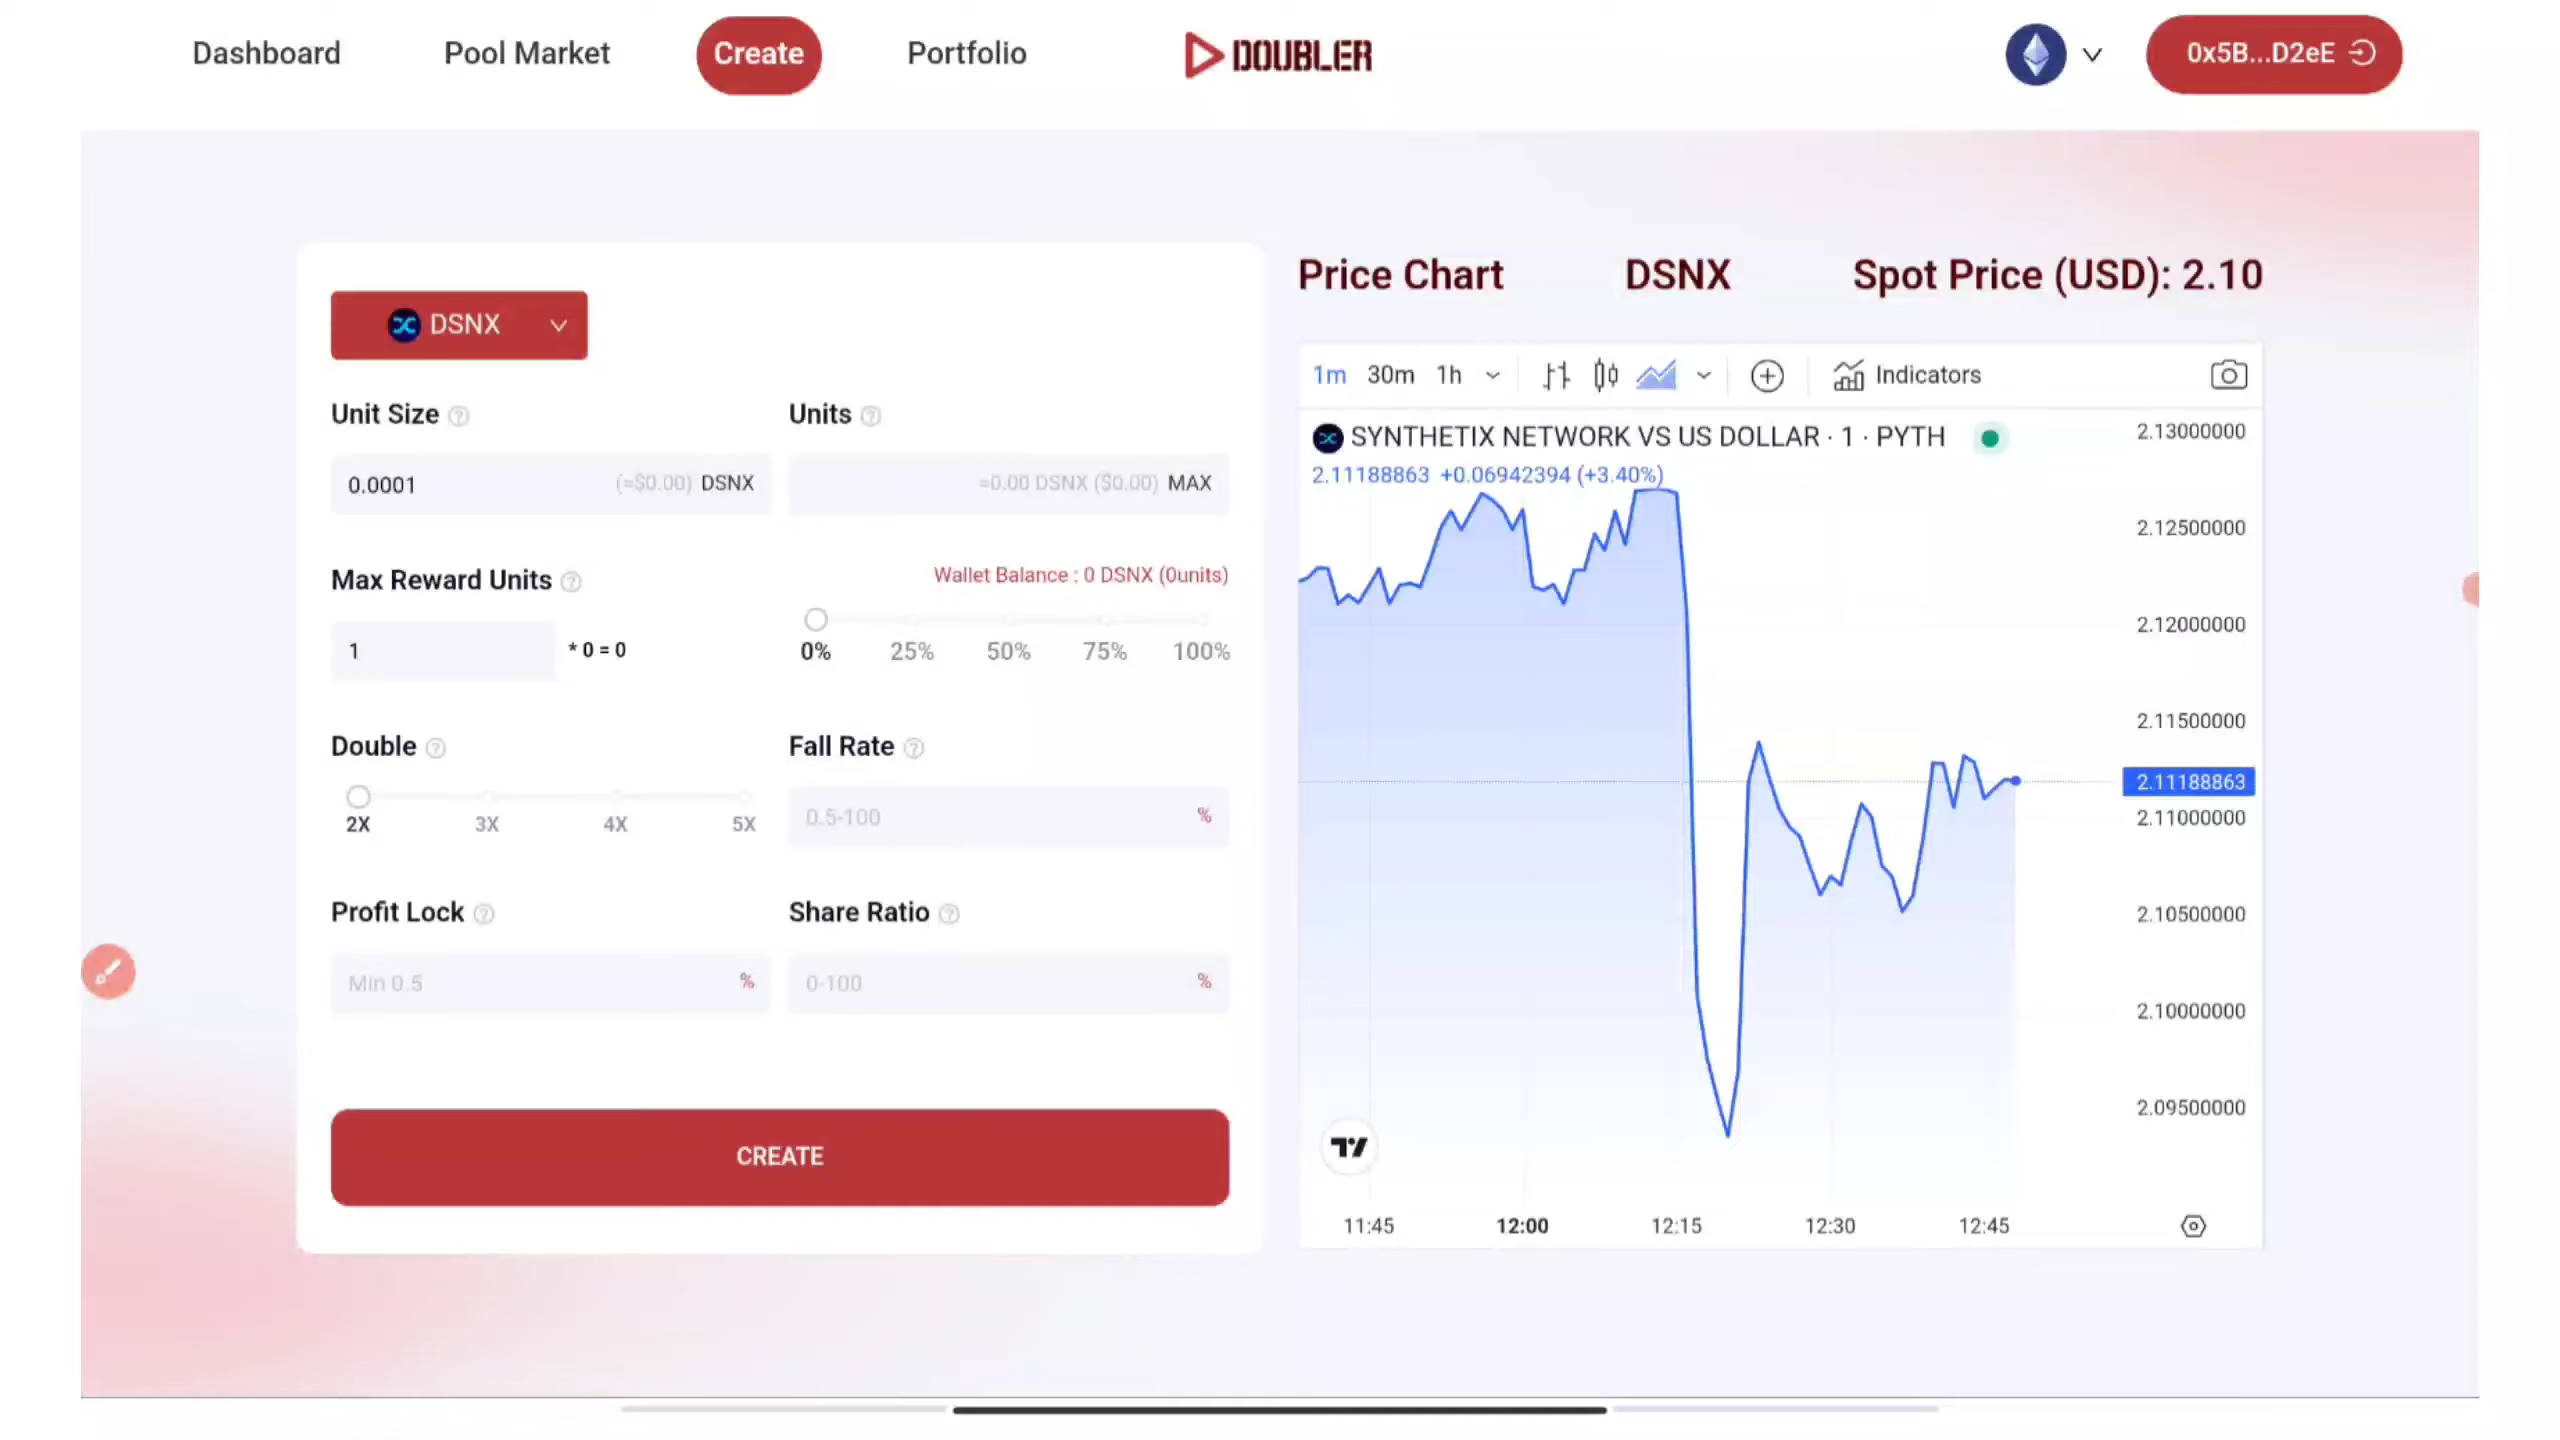 Dashboard Pool Market Create Portfolio DOUBLER 0x5B...D2eE
DSNX
Unit Size Units
0.0001 (≈$0.00) DSNX =0.00 DSNX ($0.00) MAX
Max Reward Units Wallet Balance : 0 DSNX (0units)
1 * 0 = 0
0% 25% 50% 75% 100%
Double Fall Rate
2X 3X 4X 5X
0.5-100 %
Profit Lock Share Ratio
Min 0.5 % 0-100 %
CREATE
Price Chart DSNX Spot Price (USD): 2.10
1m 30m 1h Indicators
SYNTHETIX NETWORK VS US DOLLAR · 1 · PYTH
2.11188863 +0.06942394 (+3.40%)
2.13000000
2.12500000
2.12000000
2.11500000
2.11188863
2.11000000
2.10500000
2.10000000
2.09500000
11:45 12:00 12:15 12:30 12:45